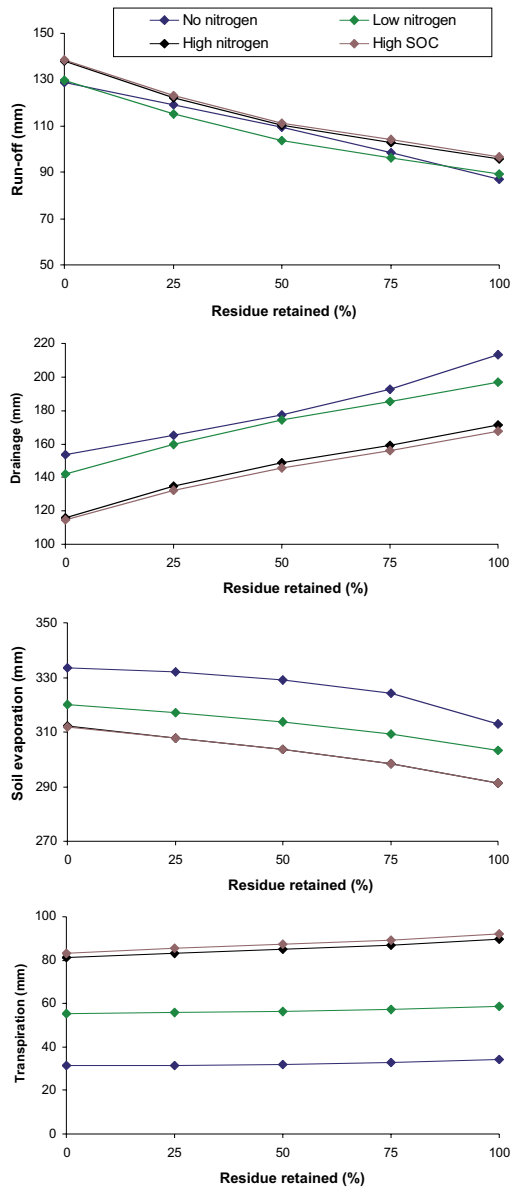 No nitrogen Low nitrogen
High nitrogen High SOC
150
130
110
90
70
50
Run-off (mm)
0 25 50 75 100
Residue retained (%)
220
200
180
160
140
120
100
Drainage (mm)
0 25 50 75 100
Residue retained (%)
350
330
310
290
270
Soil evaporation (mm)
0 25 50 75 100
Residue retained (%)
100
80
60
40
20
0
Transpiration (mm)
0 25 50 75 100
Residue retained (%)